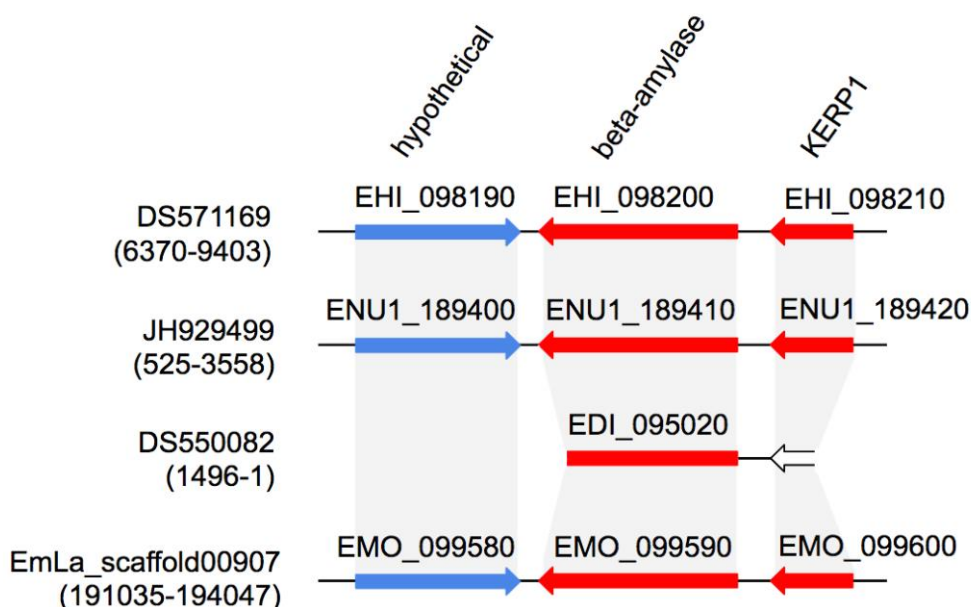 hypothetical
beta-amylase
KERP1
DS571169
(6370-9403)
EHI_098190
EHI_098200
EHI_098210
JH929499
(525-3558)
ENU1_189400
ENU1_189410
ENU1_189420
DS550082
(1496-1)
EDI_095020
EmLa_scaffold00907
(191035-194047)
EMO_099580
EMO_099590
EMO_099600